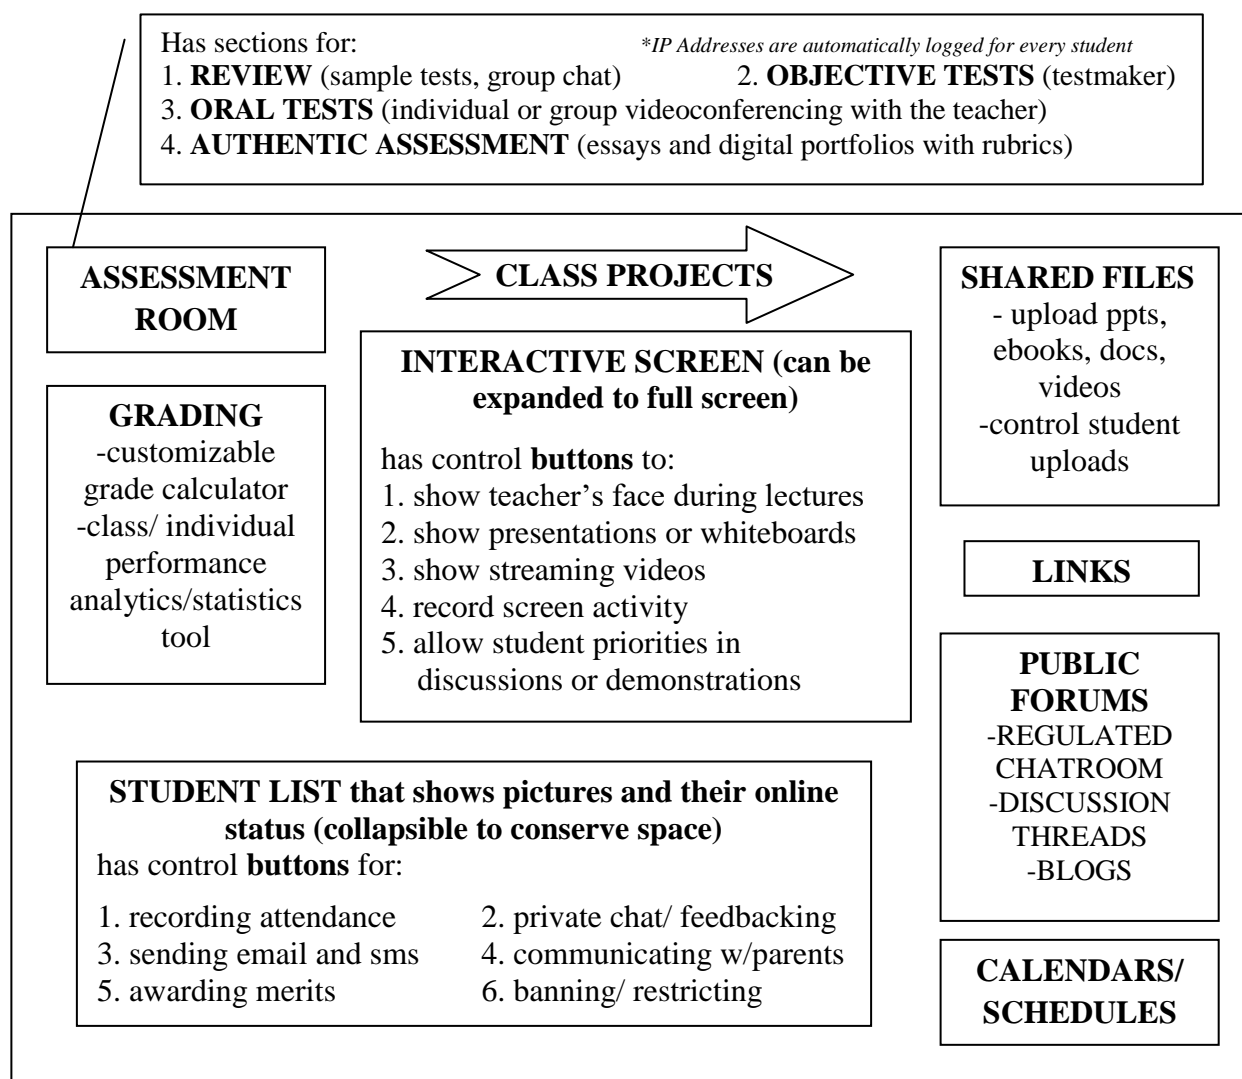 Has sections for: *IP Addresses are automatically logged for every student
1. REVIEW (sample tests, group chat) 2. OBJECTIVE TESTS (testmaker)
3. ORAL TESTS (individual or group videoconferencing with the teacher)
4. AUTHENTIC ASSESSMENT (essays and digital portfolios with rubrics)
ASSESSMENT
ROOM
GRADING
-customizable
grade calculator
-class/ individual
performance
analytics/statistics
tool
CLASS PROJECTS
INTERACTIVE SCREEN (can be
expanded to full screen)
has control buttons to:
1. show teacher’s face during lectures
2. show presentations or whiteboards
3. show streaming videos
4. record screen activity
5. allow student priorities in
discussions or demonstrations
SHARED FILES
- upload ppts,
ebooks, docs,
videos
-control student
uploads
LINKS
PUBLIC
FORUMS
-REGULATED
CHATROOM
-DISCUSSION
THREADS
-BLOGS
STUDENT LIST that shows pictures and their online
status (collapsible to conserve space)
has control buttons for:
1. recording attendance 2. private chat/ feedbacking
3. sending email and sms 4. communicating w/parents
5. awarding merits 6. banning/ restricting
CALENDARS/
SCHEDULES